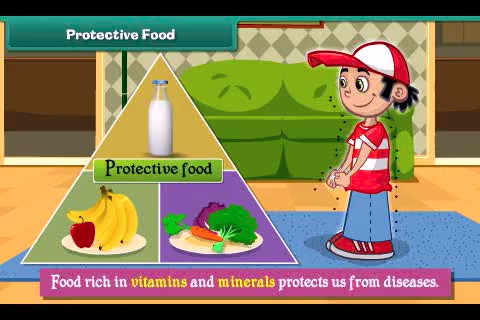 Protective Food
Protective food
Food rich in vitamins and minerals protects us from diseases.